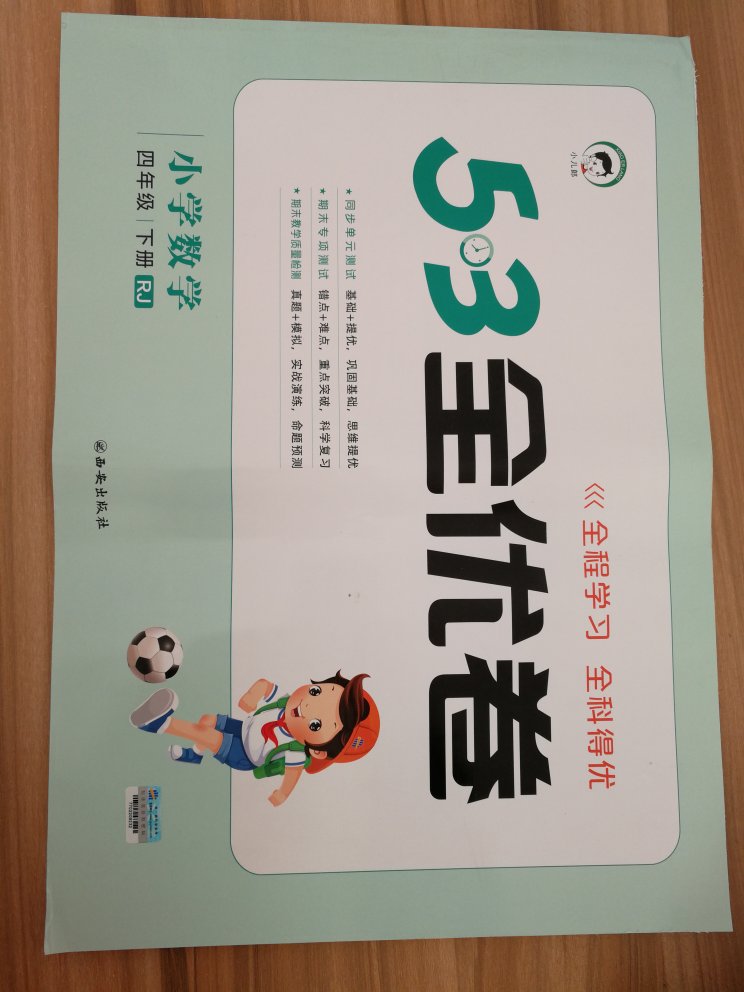 小儿郎
53全优卷
全程学习 全科得优
★ 同步单元测试 基础+提优，巩固基础，思维提优
★ 期末专项测试 错点+难点，重点突破，科学复习
★ 期末教学质量检测 真题+模拟，实战演练，命题预测
小学数学
四年级 下册 RJ
西安出版社